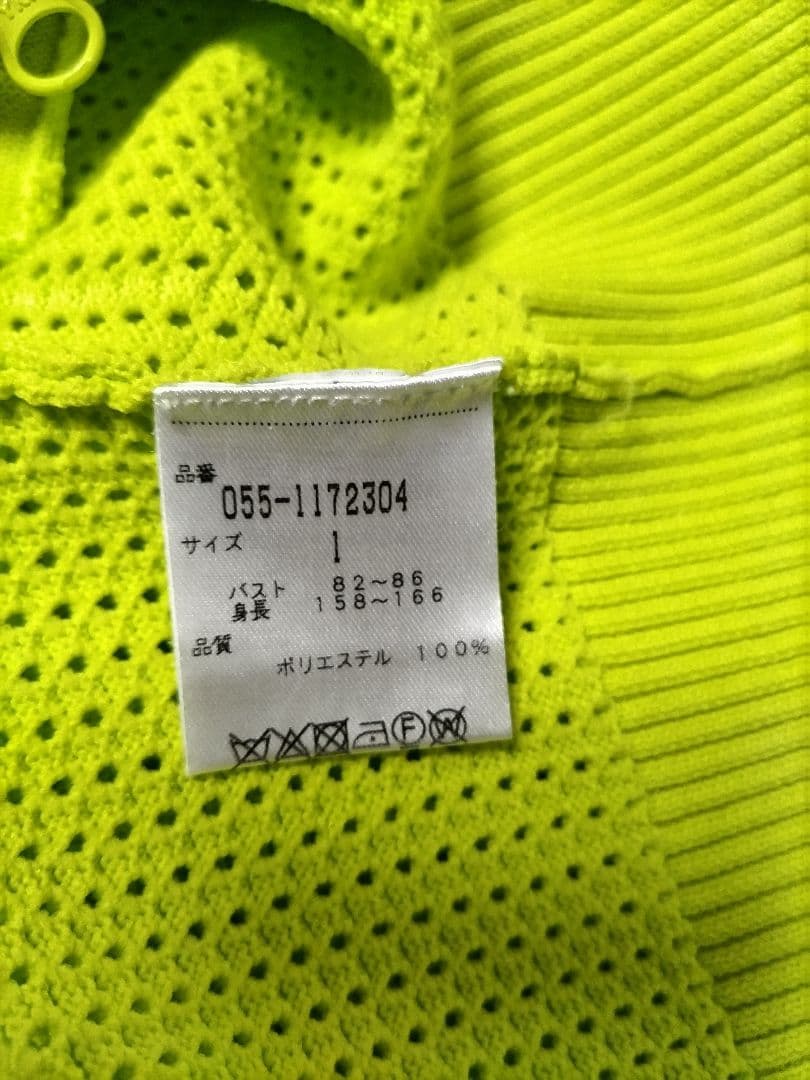 品番
055-1172304
サイズ 1
バスト 82～86
身長 158～166
品質
ポリエステル 100%
F W